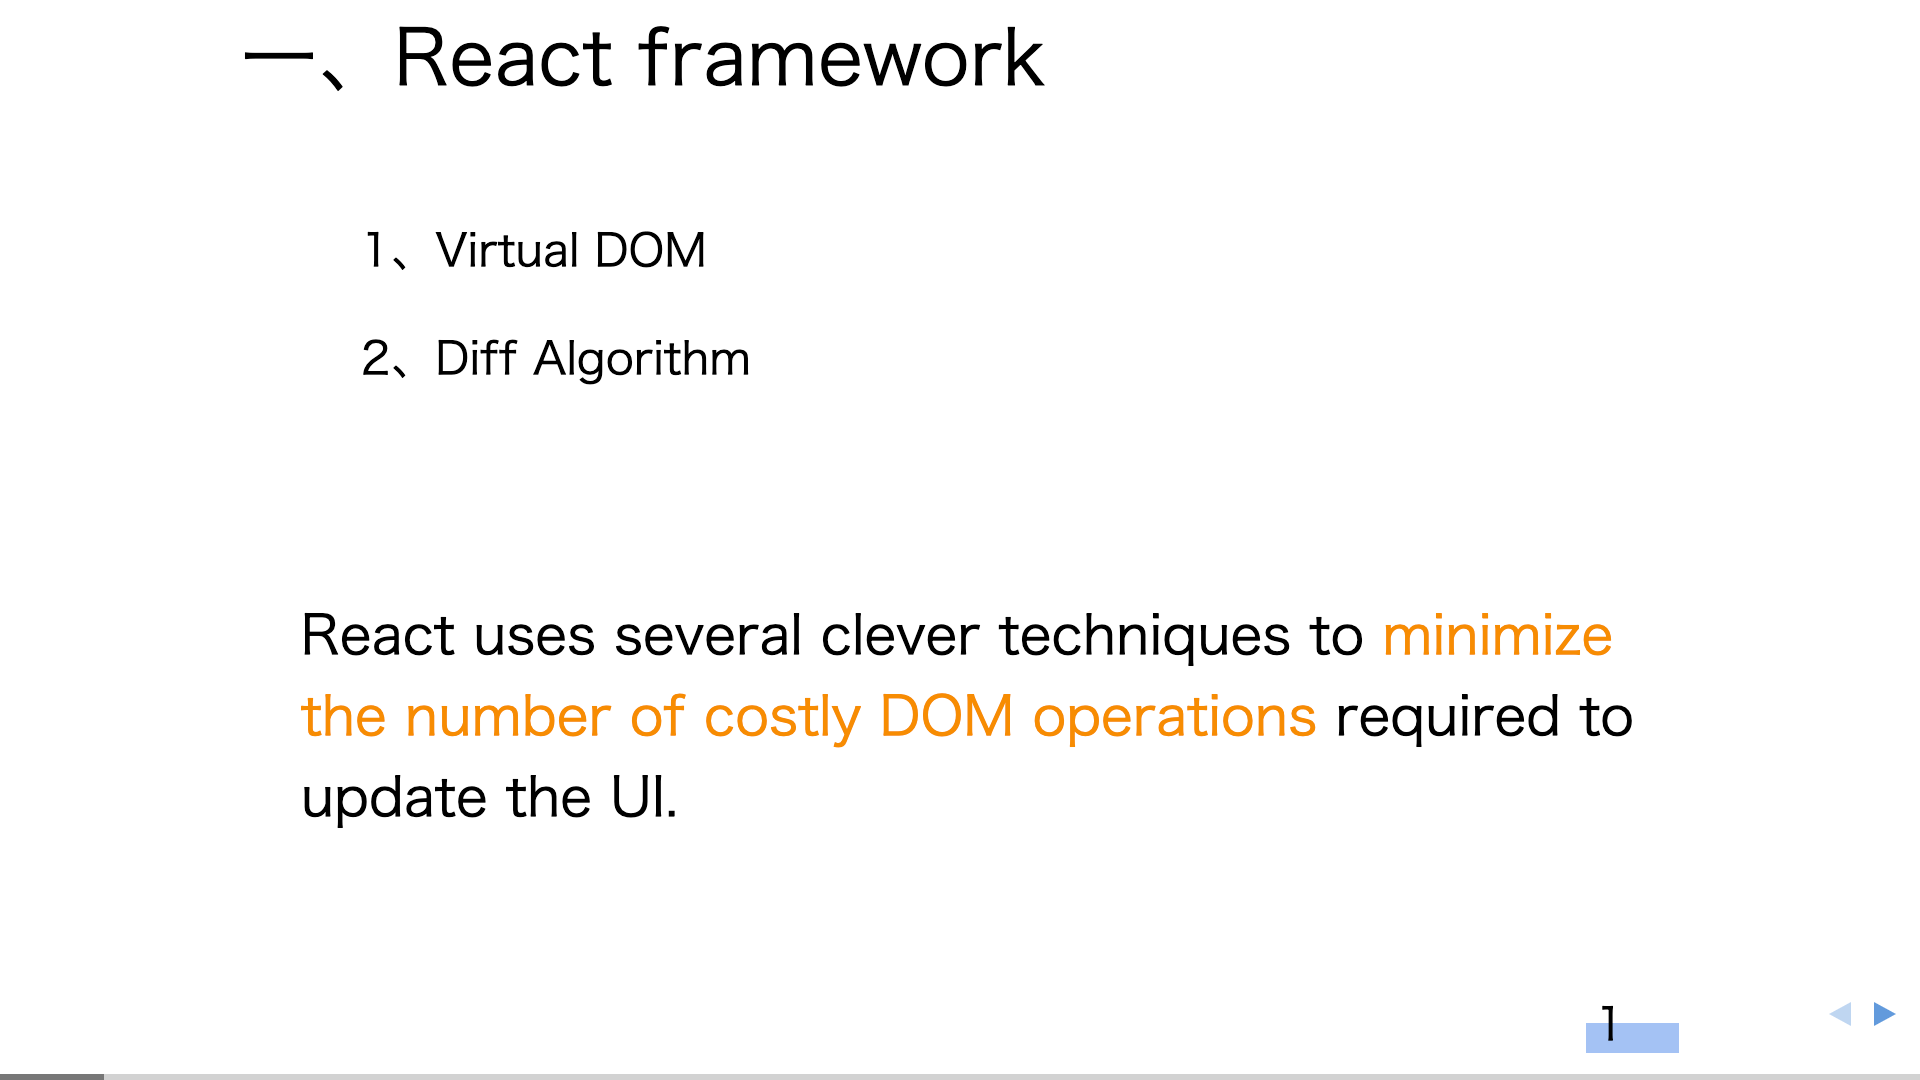 一、React framework
1、Virtual DOM
2、Diff Algorithm
React uses several clever techniques to minimize
the number of costly DOM operations required to
update the UI.
1